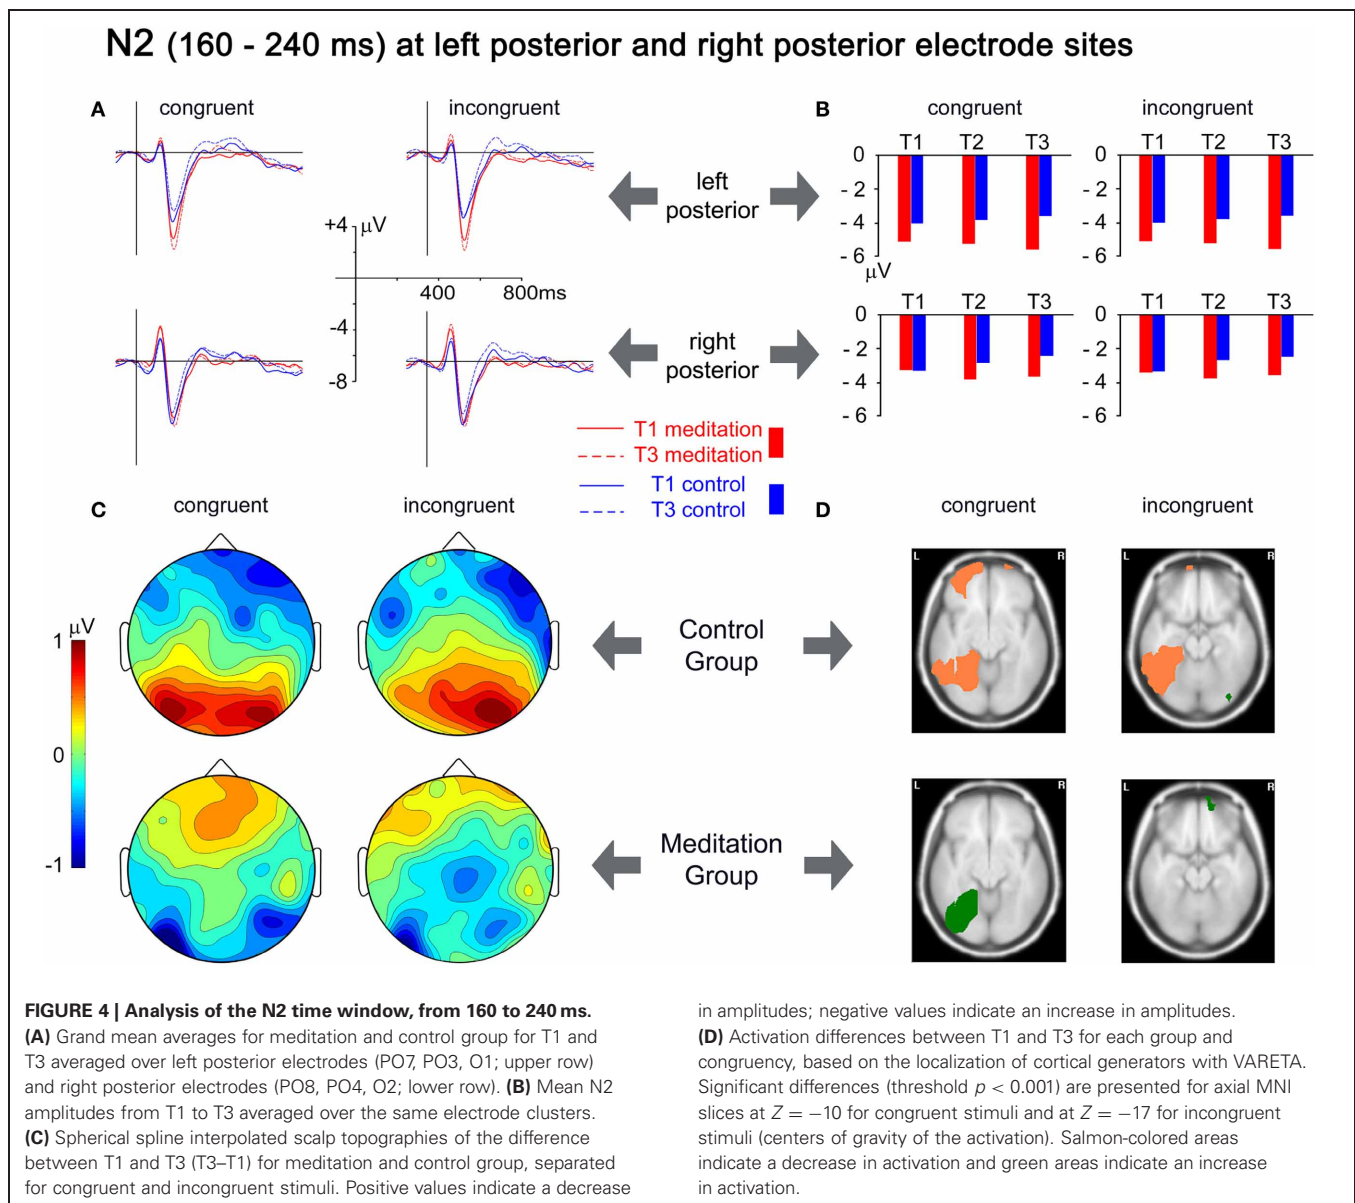 N2 (160 - 240 ms) at left posterior and right posterior electrode sites
A
congruent
incongruent
+4
μV
400
800ms
-4
-8
left
posterior
right
posterior
T1 meditation
T3 meditation
T1 control
T3 control
B
congruent
incongruent
T1 T2 T3
T1 T2 T3
0
- 2
- 4
- 6
μV
0
- 2
- 4
- 6
T1 T2 T3
T1 T2 T3
0
- 2
- 4
- 6
0
- 2
- 4
- 6
C
congruent
incongruent
μV
1
0
-1
Control
Group
Meditation
Group
D
congruent
incongruent
L R
L R
L R
L R
FIGURE 4 | Analysis of the N2 time window, from 160 to 240 ms.
(A) Grand mean averages for meditation and control group for T1 and
T3 averaged over left posterior electrodes (PO7, PO3, O1; upper row)
and right posterior electrodes (PO8, PO4, O2; lower row). (B) Mean N2
amplitudes from T1 to T3 averaged over the same electrode clusters.
(C) Spherical spline interpolated scalp topographies of the difference
between T1 and T3 (T3–T1) for meditation and control group, separated
for congruent and incongruent stimuli. Positive values indicate a decrease
in amplitudes; negative values indicate an increase in amplitudes.
(D) Activation differences between T1 and T3 for each group and
congruency, based on the localization of cortical generators with VARETA.
Significant differences (threshold p < 0.001) are presented for axial MNI
slices at Z = −10 for congruent stimuli and at Z = −17 for incongruent
stimuli (centers of gravity of the activation). Salmon-colored areas
indicate a decrease in activation and green areas indicate an increase
in activation.